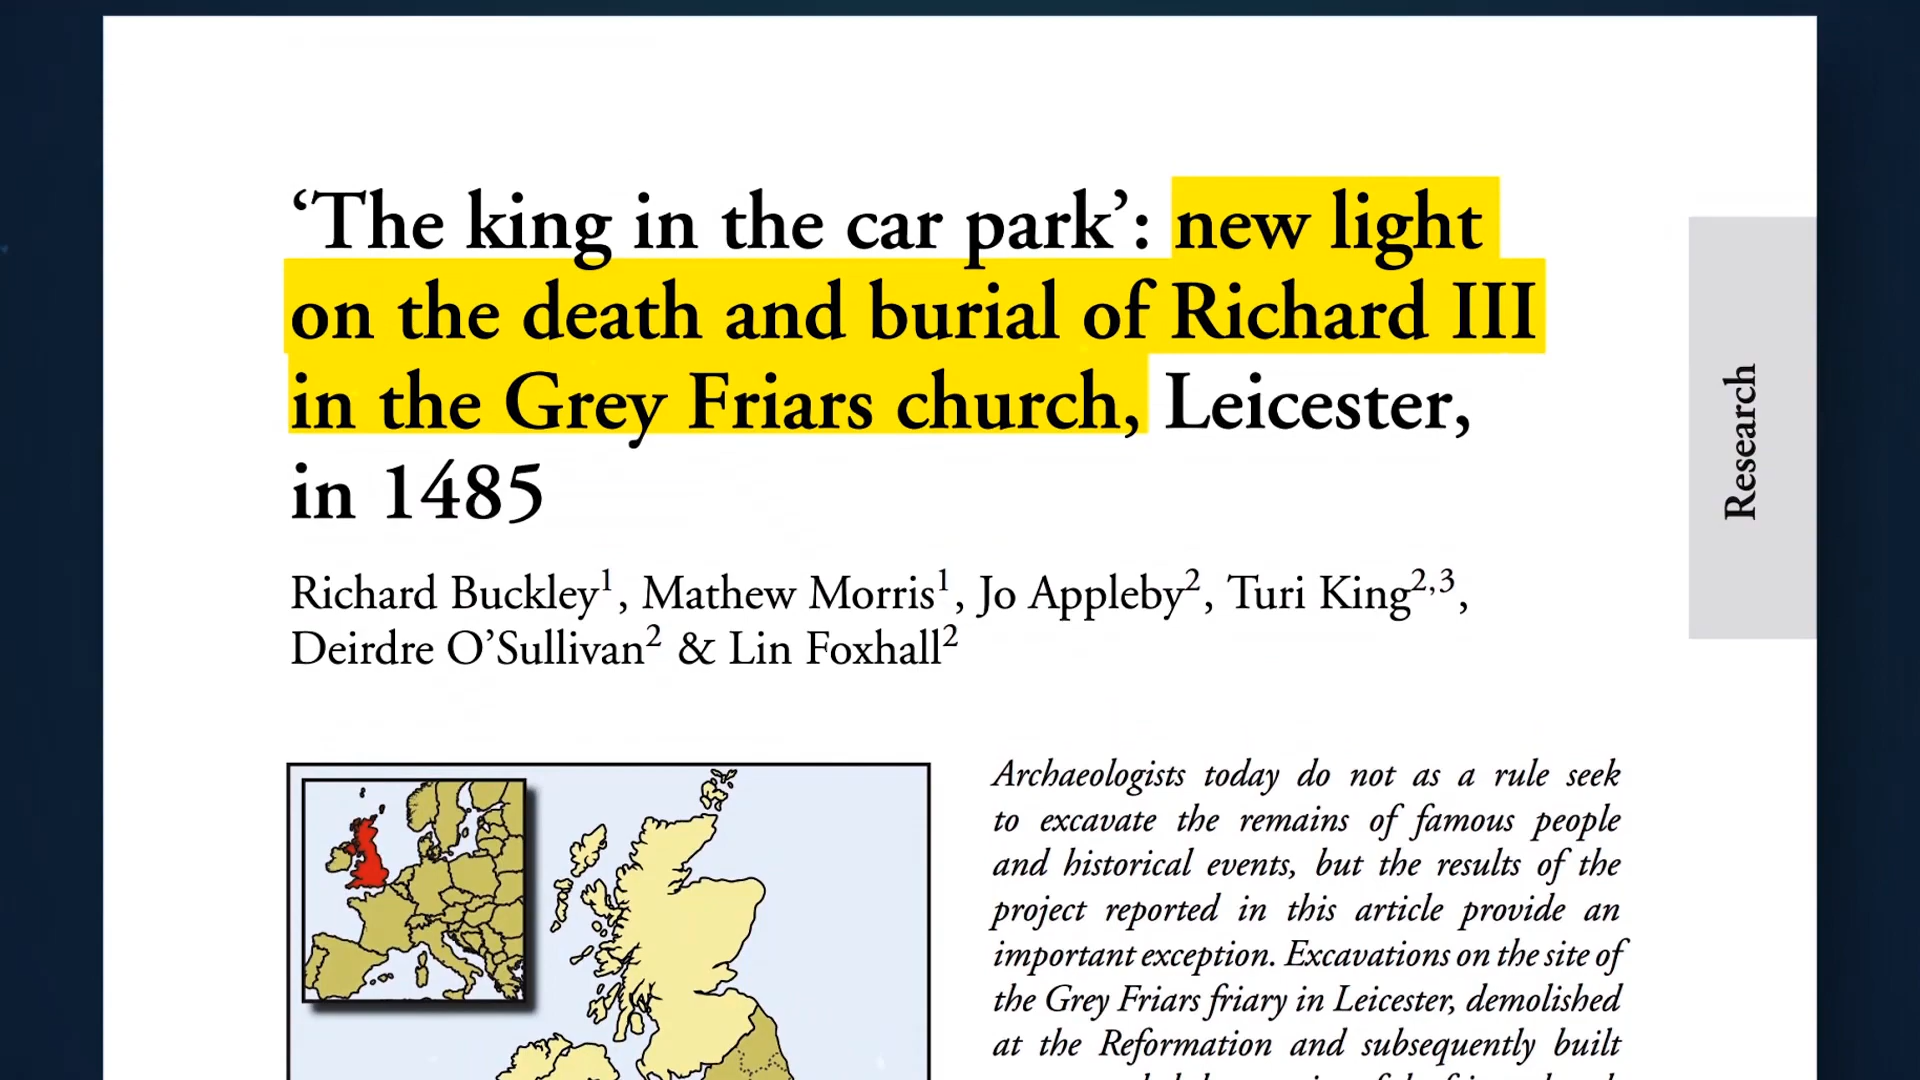 ‘The king in the car park’: new light
on the death and burial of Richard III
in the Grey Friars church, Leicester,
in 1485
Richard Buckley¹, Mathew Morris¹, Jo Appleby², Turi King²,³,
Deirdre O’Sullivan² & Lin Foxhall²
Research
Archaeologists today do not as a rule seek
to excavate the remains of famous people
and historical events, but the results of the
project reported in this article provide an
important exception. Excavations on the site of
the Grey Friars friary in Leicester, demolished
at the Reformation and subsequently built